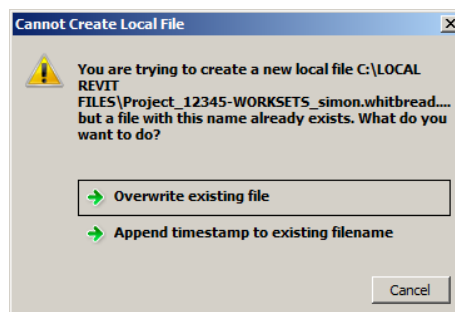 Cannot Create Local File
You are trying to create a new local file C:\LOCAL
REVIT
FILES\Project_12345-WORKSETS_simon.whitbread....
but a file with this name already exists. What do you
want to do?
Overwrite existing file
Append timestamp to existing filename
Cancel